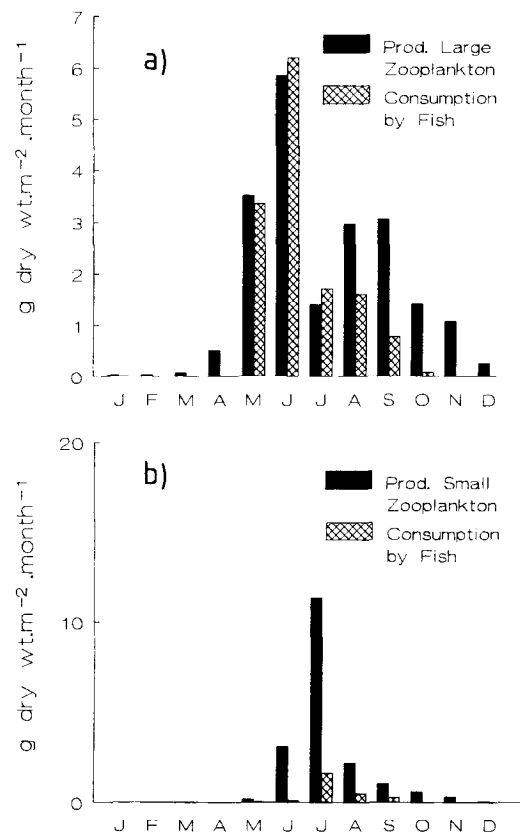 a)
Prod. Large
Zooplankton
Consumption
by Fish
g dry wt.m−2.month−1
7
6
5
4
3
2
1
0
J F M A M J J A S O N D
b)
Prod. Small
Zooplankton
Consumption
by Fish
g dry wt.m−2.month−1
20
10
0
J F M A M J J A S O N D